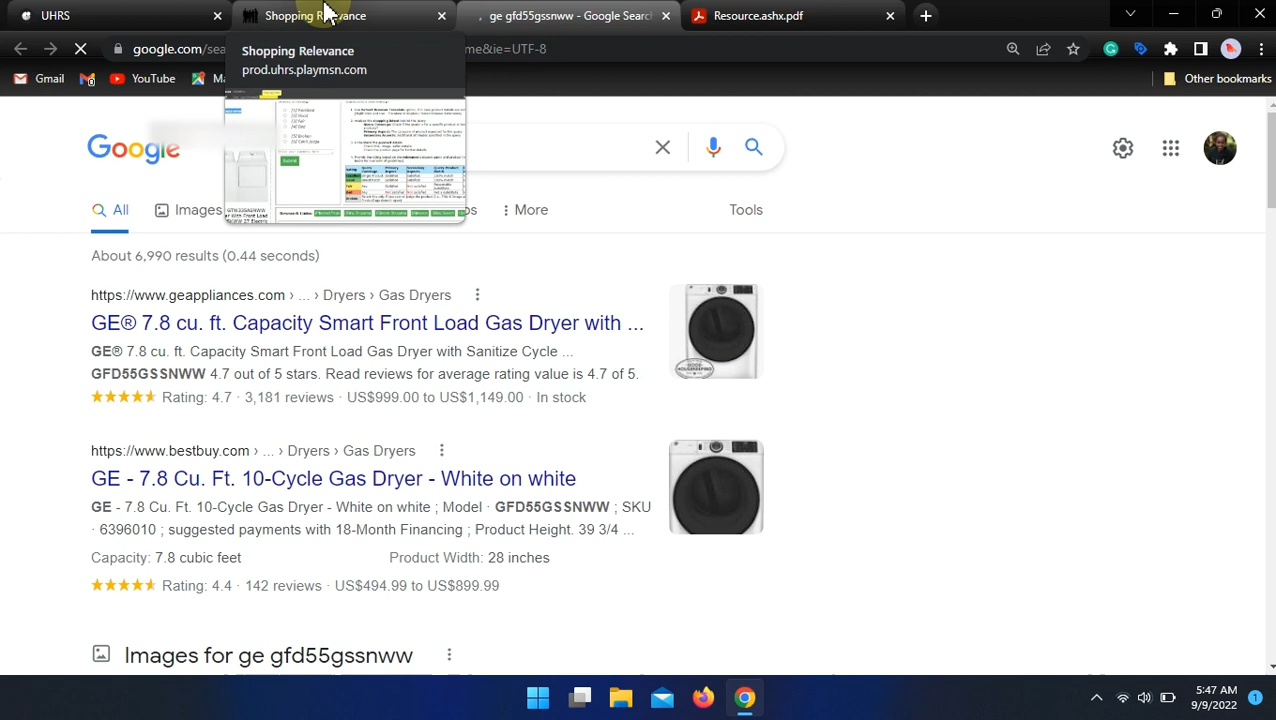 UHRS
Shopping Relevance
ge gfd55gssnww - Google Searc
Resource.ashx.pdf
google.com/sea
me&ie=UTF-8
Shopping Relevance
prod.uhrs.playmsn.com
Gmail
YouTube
Ma
Other bookmarks
Google
All
ages
ps
More
Tools
Submit
About 6,990 results (0.44 seconds)
https://www.geappliances.com › ... › Dryers › Gas Dryers
GE® 7.8 cu. ft. Capacity Smart Front Load Gas Dryer with ...
GE® 7.8 cu. ft. Capacity Smart Front Load Gas Dryer with Sanitize Cycle ...
GFD55GSSNWW 4.7 out of 5 stars. Read reviews for average rating value is 4.7 of 5.
Rating: 4.7 · 3,181 reviews · US$999.00 to US$1,149.00 · In stock
https://www.bestbuy.com › ... › Dryers › Gas Dryers
GE - 7.8 Cu. Ft. 10-Cycle Gas Dryer - White on white
GE - 7.8 Cu. Ft. 10-Cycle Gas Dryer - White on white ; Model · GFD55GSSNWW ; SKU
· 6396010 ; suggested payments with 18-Month Financing ; Product Height. 39 3/4 ...
Capacity: 7.8 cubic feet Product Width: 28 inches
Rating: 4.4 · 142 reviews · US$494.99 to US$899.99
Images for ge gfd55gssnww
5:47 AM
9/9/2022
1